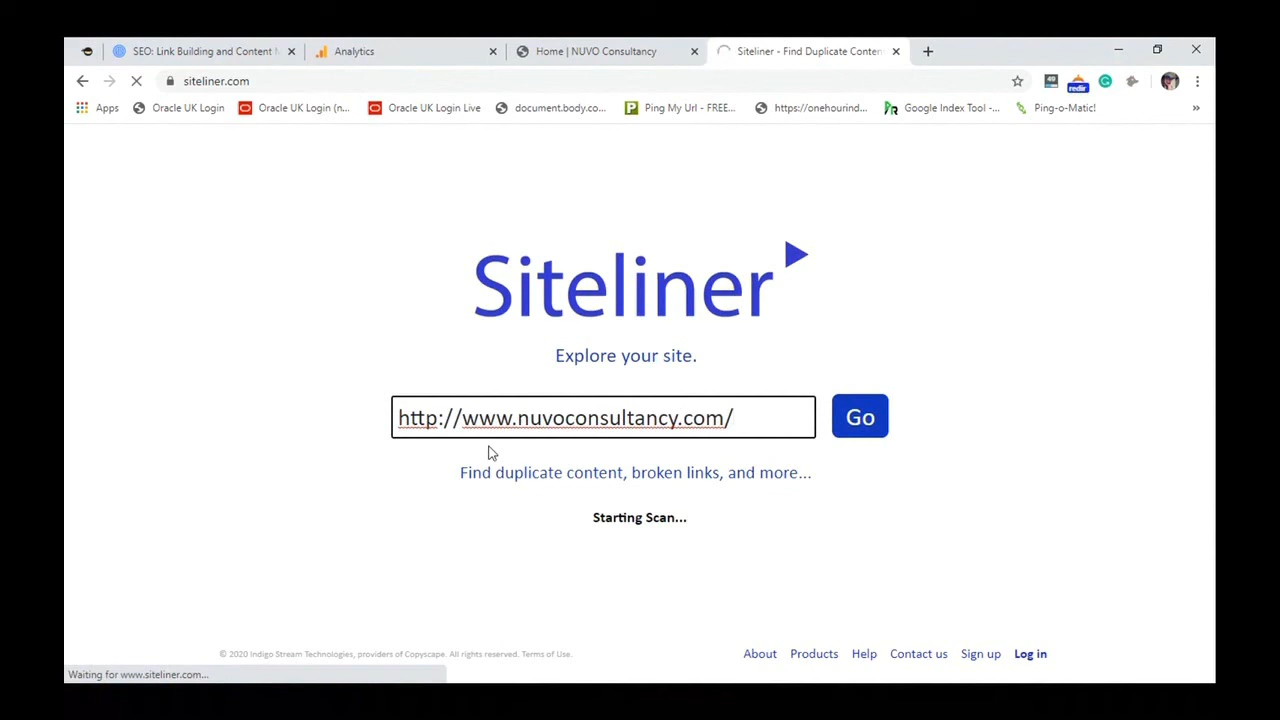 SEO: Link Building and Content M
Analytics
Home | NUVO Consultancy
Siteliner - Find Duplicate Conten
siteliner.com
49
redir
Apps
Oracle UK Login
Oracle UK Login (n...
Oracle UK Login Live
document.body.co...
Ping My Url - FREE...
https://onehourind...
Google Index Tool -...
Ping-o-Matic!
»
Siteliner
Explore your site.
http://www.nuvoconsultancy.com/
Go
Find duplicate content, broken links, and more...
Starting Scan...
© 2020 Indigo Stream Technologies, providers of Copyscape. All rights reserved. Terms of Use.
About Products Help Contact us Sign up Log in
Waiting for www.siteliner.com...